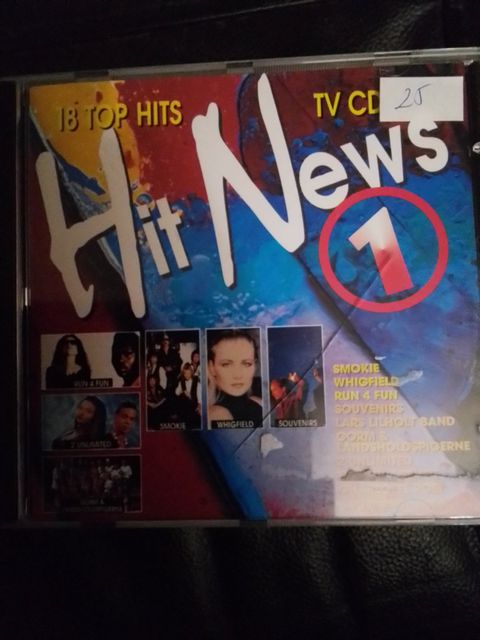 18 TOP HITS
TV CD
25
Hit News
1
RUN 4 FUN
2 UNLIMITED
SMOKIE
WHIGFIELD
SOUVENIRS
SMOKIE
WHIGFIELD
RUN 4 FUN
SOUVENIRS
LARS LILHOLT BAND
GORM &
LANDSHOLDSPIGERNE